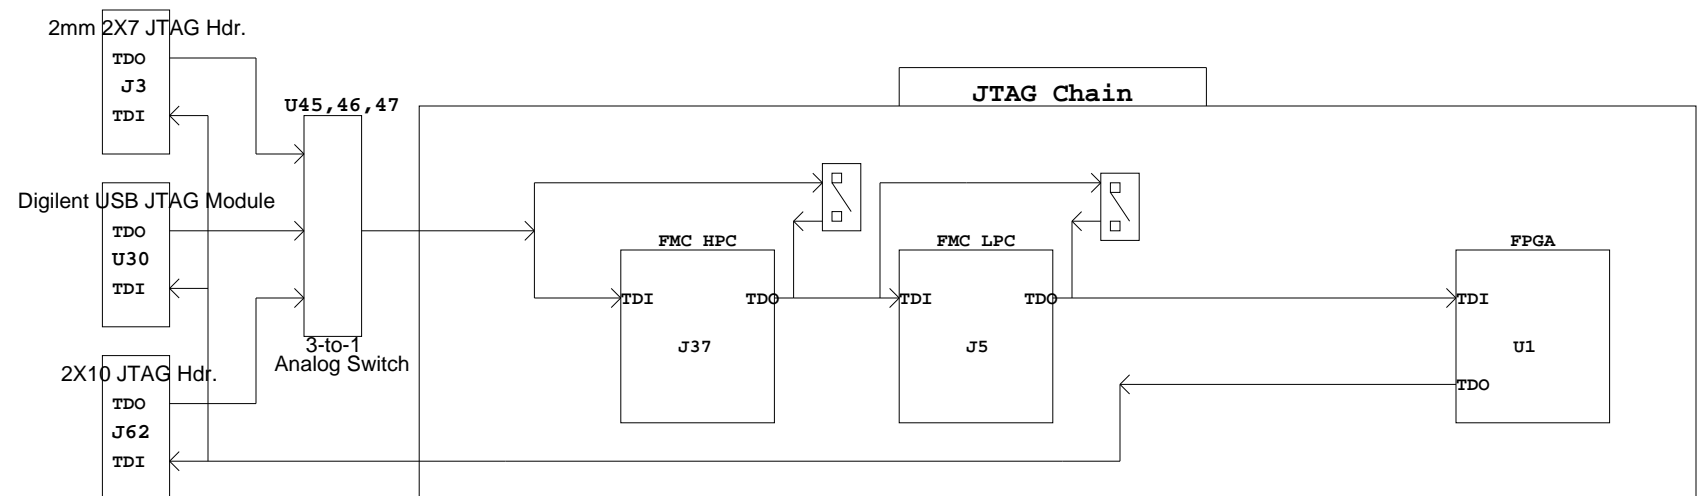 2mm 2X7 JTAG Hdr.
TDO
J3
TDI
U45,46,47
JTAG Chain
Digilent USB JTAG Module
TDO
U30
TDI
FMC HPC
FMC LPC
FPGA
TDI
TDO
TDI
TDO
TDI
J37
J5
U1
3-to-1
Analog Switch
2X10 JTAG Hdr.
TDO
TDO
J62
TDI